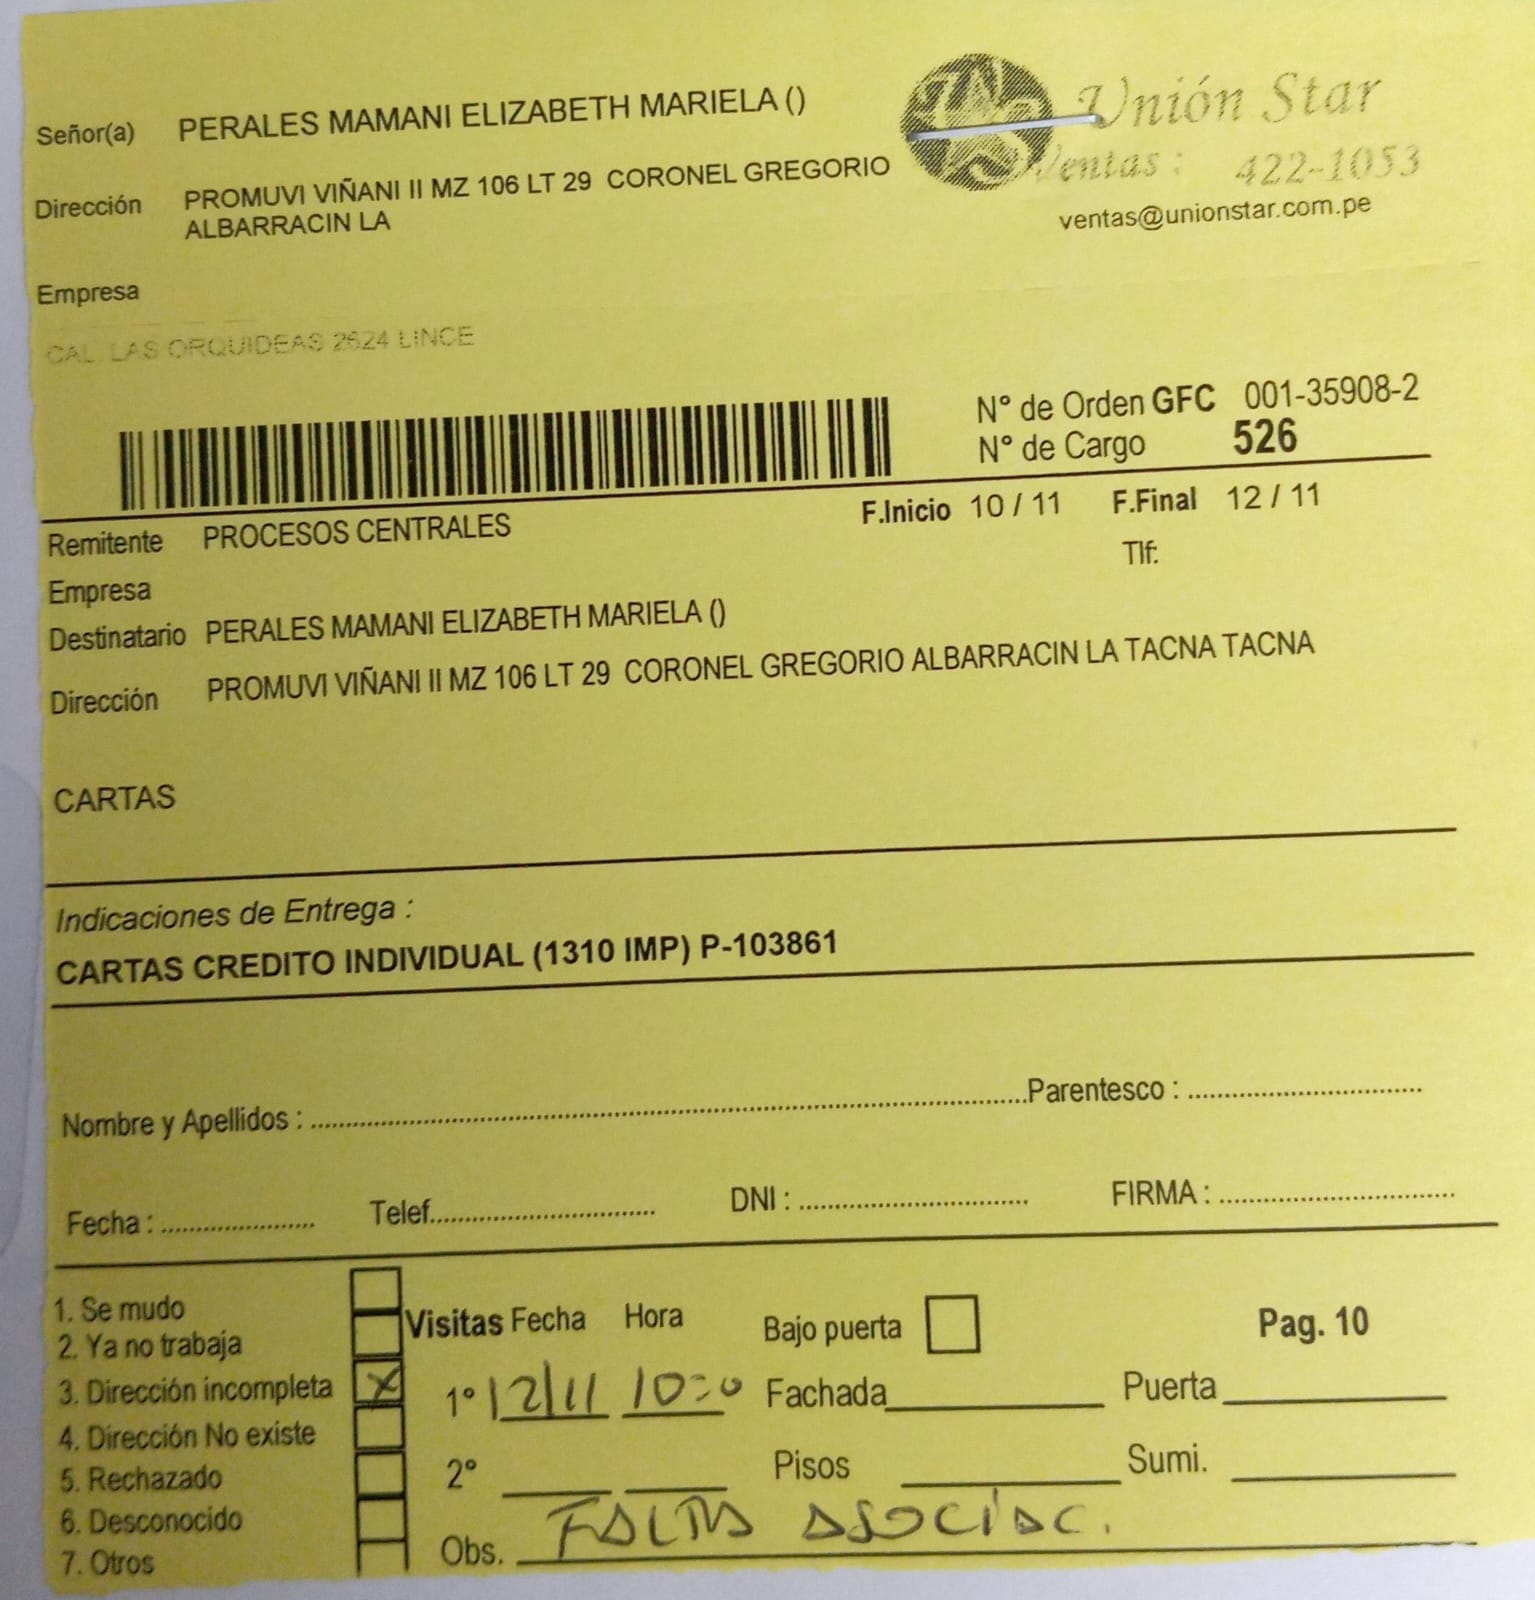 Unión Star
Señor(a) PERALES MAMANI ELIZABETH MARIELA ()
Ventas : 422-1053
Dirección PROMUVI VIÑANI II MZ 106 LT 29 CORONEL GREGORIO
ALBARRACIN LA
ventas@unionstar.com.pe
Empresa
CAL. LAS ORQUIDEAS 2624 LINCE
N° de Orden GFC 001-35908-2
N° de Cargo 526
Remitente PROCESOS CENTRALES F.Inicio 10 / 11 F.Final 12 / 11
Tlf:
Empresa
Destinatario PERALES MAMANI ELIZABETH MARIELA ()
Dirección PROMUVI VIÑANI II MZ 106 LT 29 CORONEL GREGORIO ALBARRACIN LA TACNA TACNA
CARTAS
Indicaciones de Entrega :
CARTAS CREDITO INDIVIDUAL (1310 IMP) P-103861
Nombre y Apellidos : Parentesco :
Fecha : Telef. DNI : FIRMA :
1. Se mudo
2. Ya no trabaja
3. Dirección incompleta X
4. Dirección No existe
5. Rechazado
6. Desconocido
7. Otros
Visitas Fecha Hora Bajo puerta Pag. 10
1° 12/11 10:20 Fachada Puerta
2° Pisos Sumi.
Obs. FALTA ASOCIAC.